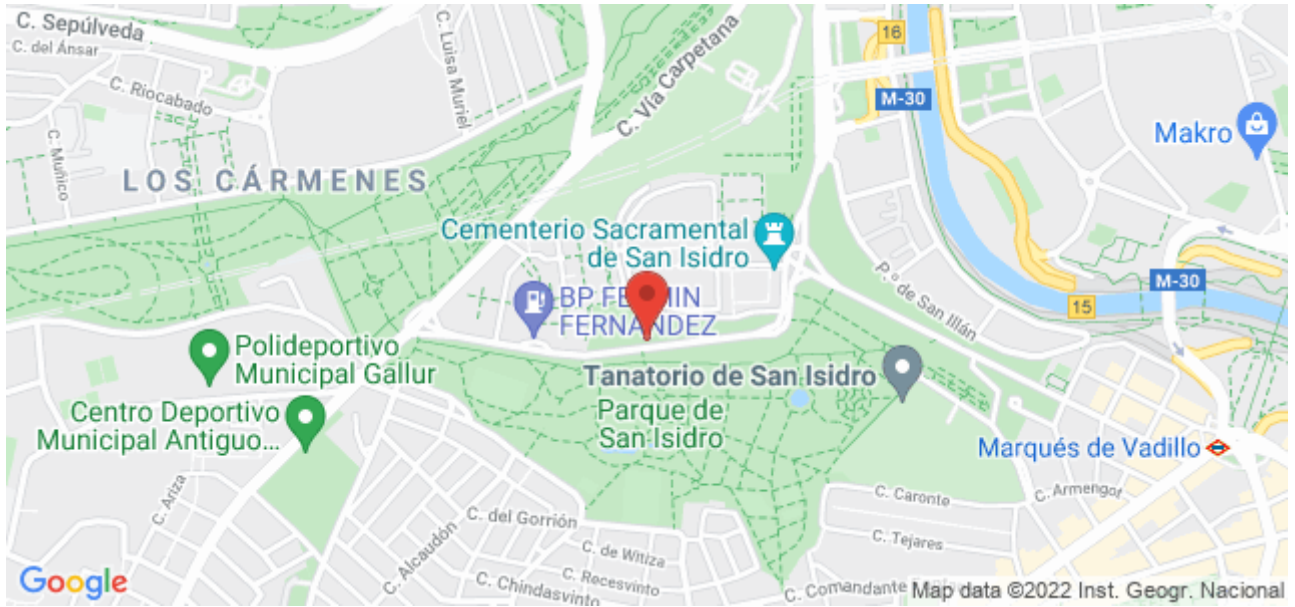 C. Sepúlveda
C. del Ánsar
C. Luisa Muriel
C. Riocabado
C. Muñico
C. Vía Carpetana
16
M-30
Makro
LOS CÁRMENES
Cementerio Sacramental
de San Isidro
P.º de San Illán
M-30
15
BP FERMIN
FERNANDEZ
Polideportivo
Municipal Gallur
Tanatorio de San Isidro
Centro Deportivo
Municipal Antiguo...
Parque de
San Isidro
Marqués de Vadillo
C. Ariza
C. Alcaudón
C. del Gorrión
C. Caronte
C. Armengot
C. de Witiza
C. Tejares
C. Recesvinto
C. Chindasvinto
C. Comandante
Google
Map data ©2022 Inst. Geogr. Nacional